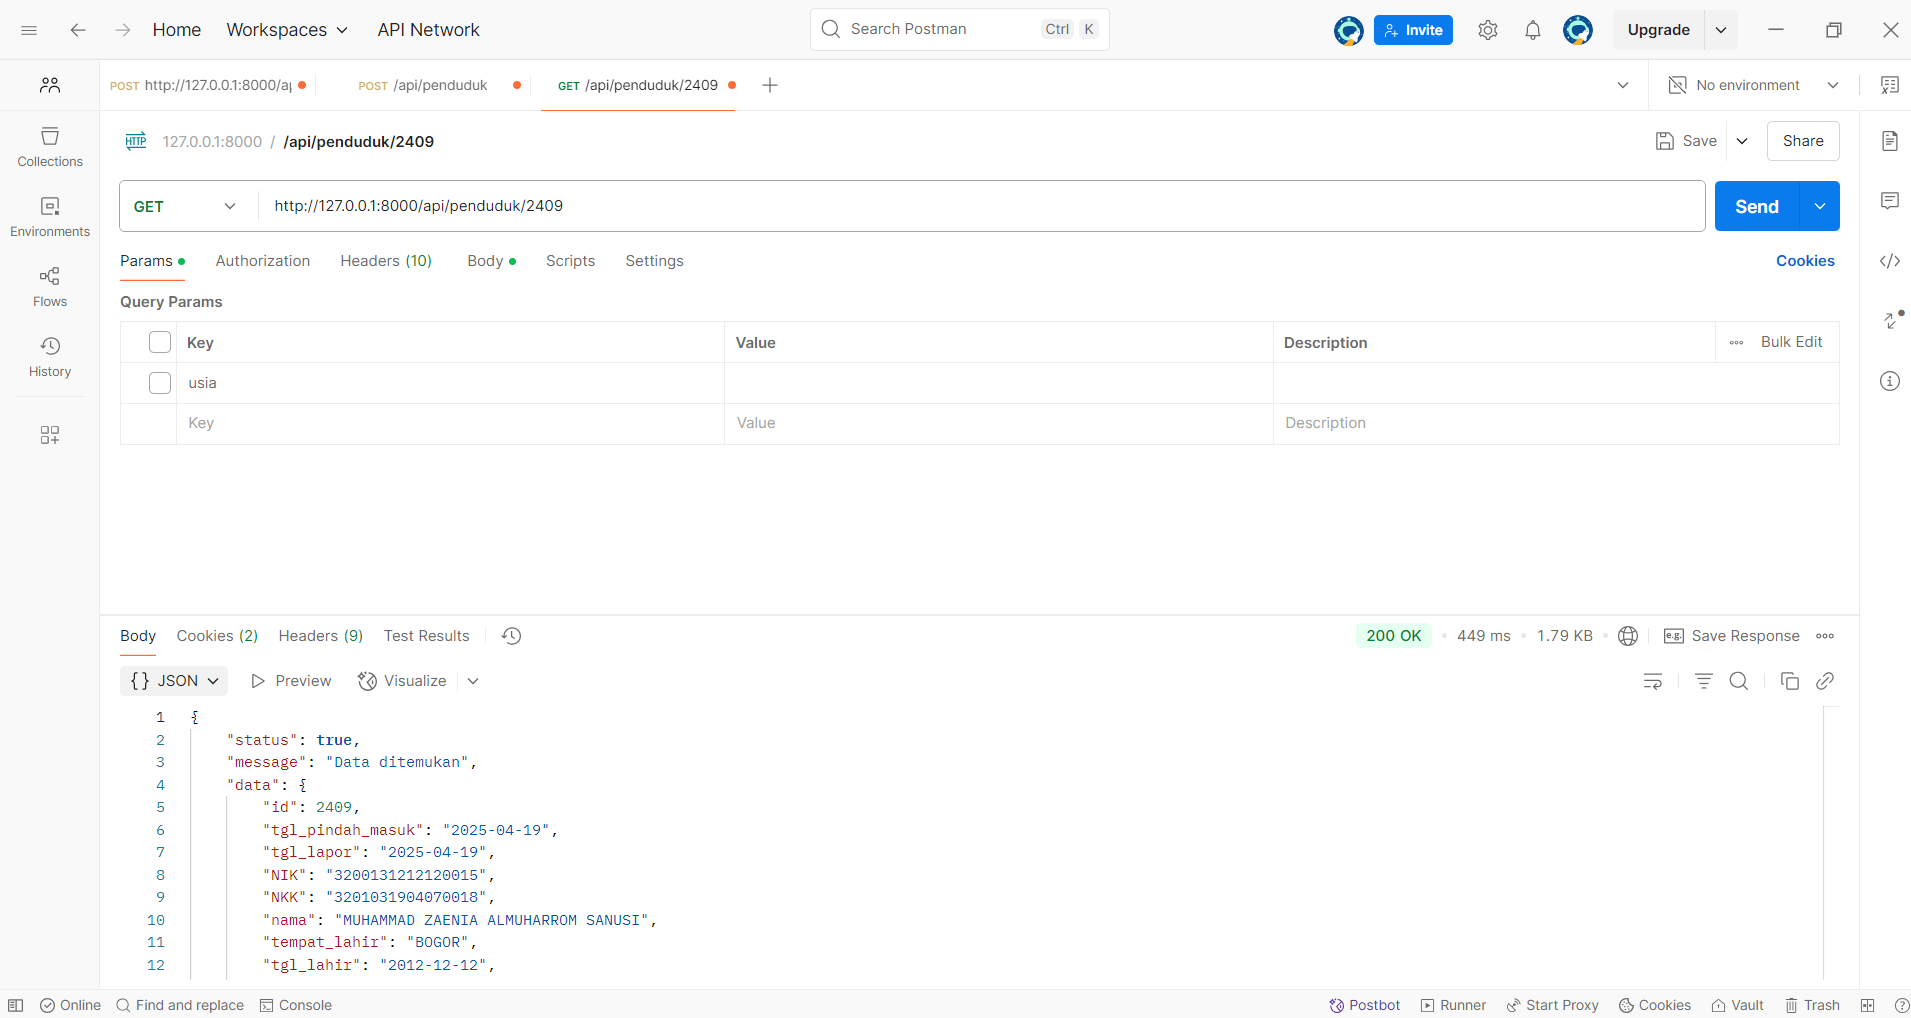 Home Workspaces API Network Search Postman Ctrl K Invite Upgrade
POST http://127.0.0.1:8000/a POST /api/penduduk GET /api/penduduk/2409 No environment
HTTP 127.0.0.1:8000 / /api/penduduk/2409 Save Share
Collections
GET http://127.0.0.1:8000/api/penduduk/2409 Send
Environments
Params Authorization Headers (10) Body Scripts Settings Cookies
Flows
Query Params
Key Value Description Bulk Edit
History
usia
Key Value Description
Body Cookies (2) Headers (9) Test Results 200 OK 449 ms 1.79 KB e.g. Save Response
{} JSON Preview Visualize
1 {
2 "status": true,
3 "message": "Data ditemukan",
4 "data": {
5 "id": 2409,
6 "tgl_pindah_masuk": "2025-04-19",
7 "tgl_lapor": "2025-04-19",
8 "NIK": "3200131212120015",
9 "NKK": "3201031904070018",
10 "nama": "MUHAMMAD ZAENIA ALMUHARROM SANUSI",
11 "tempat_lahir": "BOGOR",
12 "tgl_lahir": "2012-12-12",
Online Find and replace Console Postbot Runner Start Proxy Cookies Vault Trash